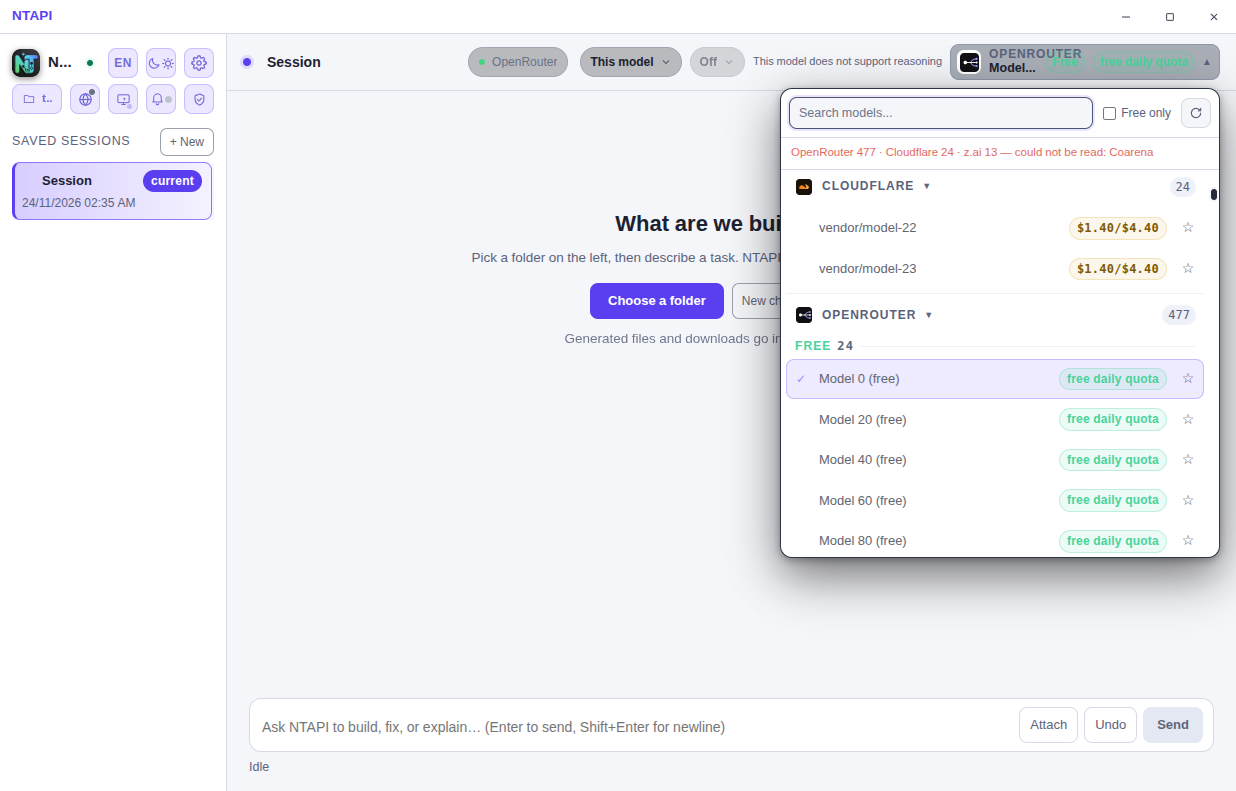 NTAPI
N...
EN
t..
SAVED SESSIONS
+ New
Session
current
24/11/2026 02:35 AM
Session
OpenRouter
This model
Off
This model does not support reasoning
OPENROUTER
Model...
Free
free daily quota
Search models...
Free only
OpenRouter 477 · Cloudflare 24 · z.ai 13 — could not be read: Coarena
CLOUDFLARE
24
vendor/model-22
$1.40/$4.40
vendor/model-23
$1.40/$4.40
OPENROUTER
477
FREE 24
Model 0 (free)
free daily quota
Model 20 (free)
free daily quota
Model 40 (free)
free daily quota
Model 60 (free)
free daily quota
Model 80 (free)
free daily quota
What are we bui
Pick a folder on the left, then describe a task. NTAPI
Choose a folder
New ch
Generated files and downloads go in
Ask NTAPI to build, fix, or explain… (Enter to send, Shift+Enter for newline)
Attach
Undo
Send
Idle